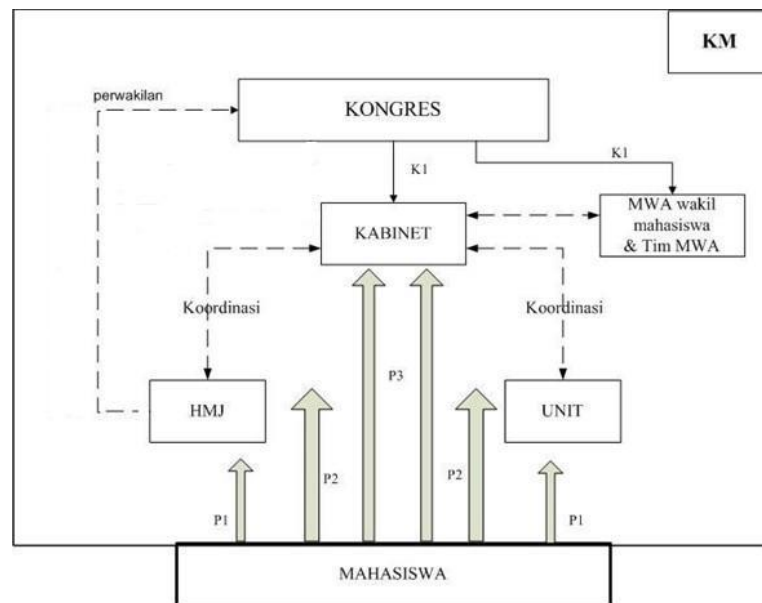 KM
perwakilan
KONGRES
K1
K1
MWA wakil
mahasiswa
& Tim MWA
KABINET
Koordinasi
Koordinasi
P3
HMJ
UNIT
P2
P2
P1
P1
MAHASISWA